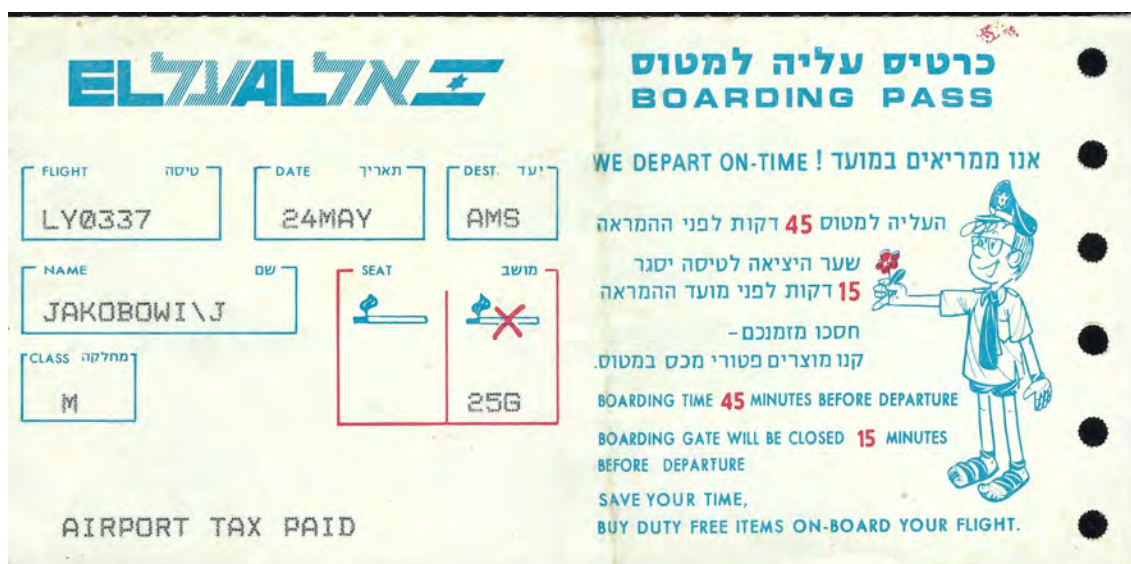 ELעלALאל
FLIGHT טיסה
LY0337
DATE תאריך
24MAY
DEST. יעד
AMS
NAME שם
JAKOBOWI\J
SEAT מושב
25G
CLASS מחלקה
M
AIRPORT TAX PAID
כרטיס עליה למטוס
BOARDING PASS
WE DEPART ON-TIME ! אנו ממריאים במועד
העליה למטוס 45 דקות לפני ההמראה
שער היציאה לטיסה יסגר
15 דקות לפני מועד ההמראה
חסכו מזמנכם -
קנו מוצרים פטורי מכס במטוס.
BOARDING TIME 45 MINUTES BEFORE DEPARTURE
BOARDING GATE WILL BE CLOSED 15 MINUTES
BEFORE DEPARTURE
SAVE YOUR TIME,
BUY DUTY FREE ITEMS ON-BOARD YOUR FLIGHT.